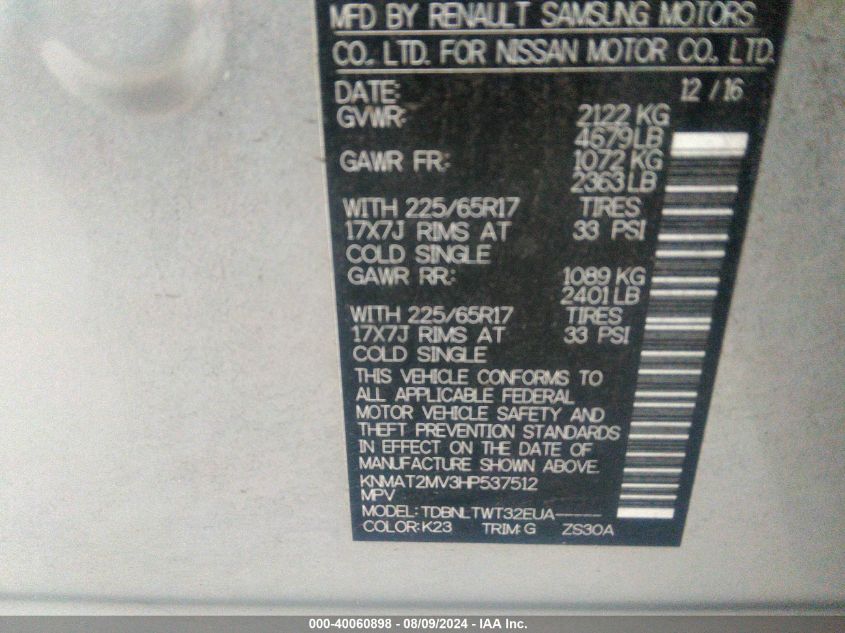 MFD BY RENAULT SAMSUNG MOTORS
CO., LTD. FOR NISSAN MOTOR CO., LTD.
DATE: 12 / 16
GVWR: 2122 KG
4679 LB
GAWR FR: 1072 KG
2363 LB
WITH 225/65R17 TIRES
17X7J RIMS AT 33 PSI
COLD SINGLE
GAWR RR: 1089 KG
2401 LB
WITH 225/65R17 TIRES
17X7J RIMS AT 33 PSI
COLD SINGLE
THIS VEHICLE CONFORMS TO
ALL APPLICABLE FEDERAL
MOTOR VEHICLE SAFETY AND
THEFT PREVENTION STANDARDS
IN EFFECT ON THE DATE OF
MANUFACTURE SHOWN ABOVE.
KNMAT2MV3HP537512
MPV
MODEL: TDBNLTWT32EUA-----
COLOR: K23 TRIM: G ZS30A
000-40060898 - 08/09/2024 - IAA Inc.